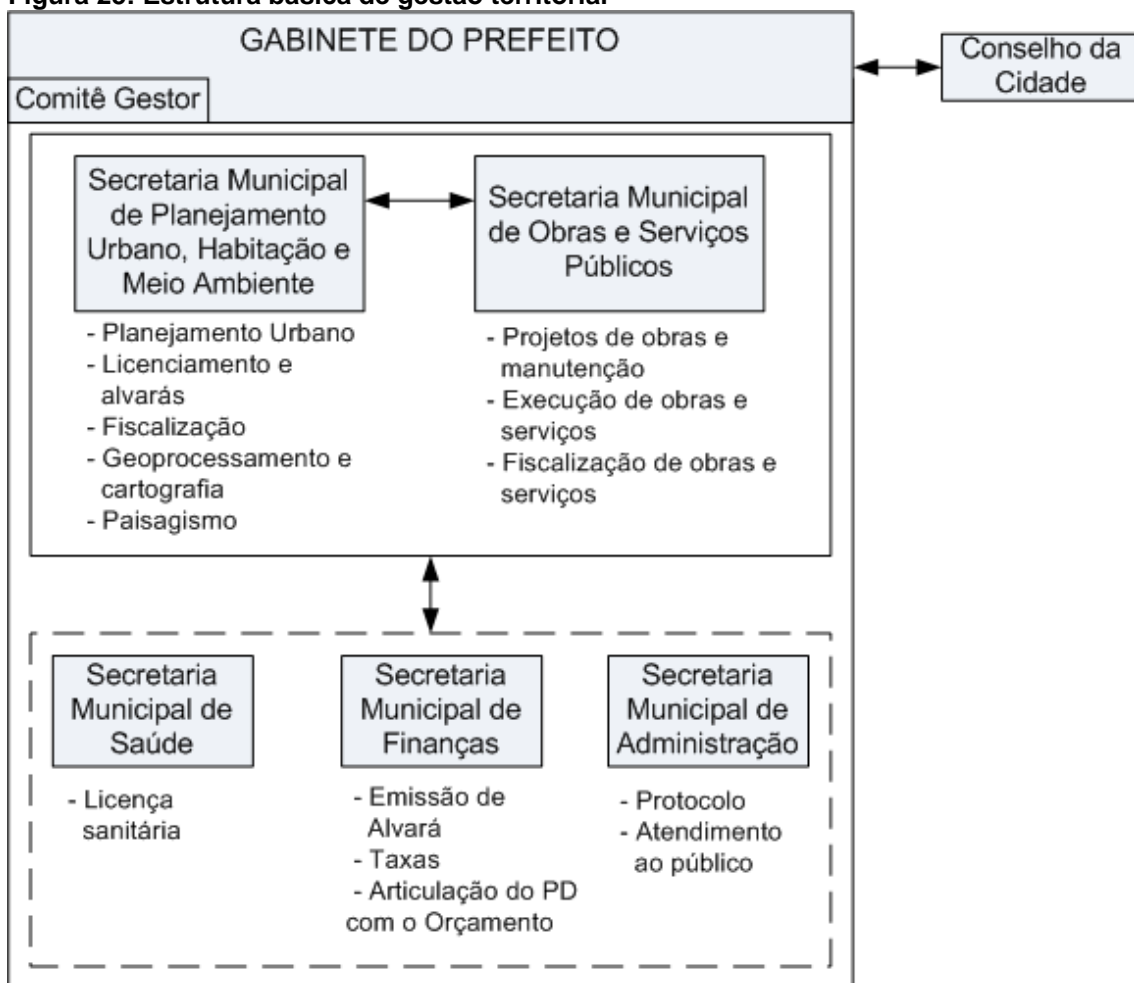 Figura 25: Estrutura básica de gestão territorial
GABINETE DO PREFEITO
Conselho da
Cidade
Comitê Gestor
Secretaria Municipal
de Planejamento
Urbano, Habitação e
Meio Ambiente
- Planejamento Urbano
- Licenciamento e
alvarás
- Fiscalização
- Geoprocessamento e
cartografia
- Paisagismo
Secretaria Municipal
de Obras e Serviços
Públicos
- Projetos de obras e
manutenção
- Execução de obras e
serviços
- Fiscalização de obras e
serviços
Secretaria
Municipal de
Saúde
- Licença
sanitária
Secretaria
Municipal de
Finanças
- Emissão de
Alvará
- Taxas
- Articulação do PD
com o Orçamento
Secretaria
Municipal de
Administração
- Protocolo
- Atendimento
ao público